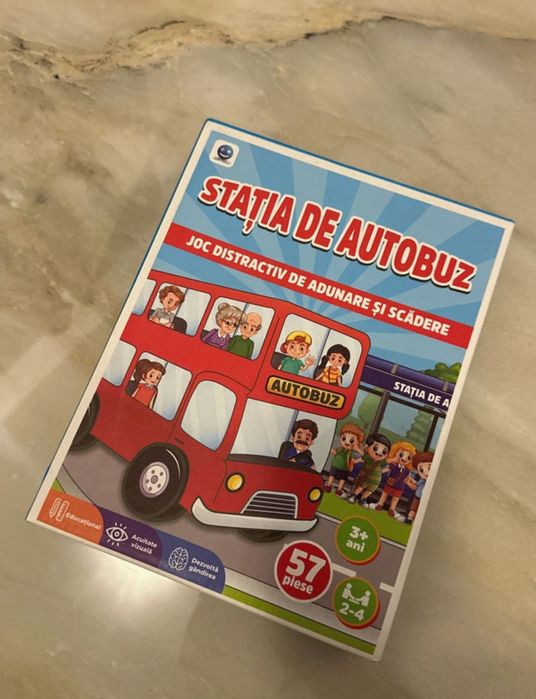 STAȚIA DE AUTOBUZ
JOC DISTRACTIV DE ADUNARE ȘI SCĂDERE
AUTOBUZ
STAȚIA DE A
Educațional
Acuitate
vizuală
Dezvoltă
gândirea
57
piese
3+
ani
2-4